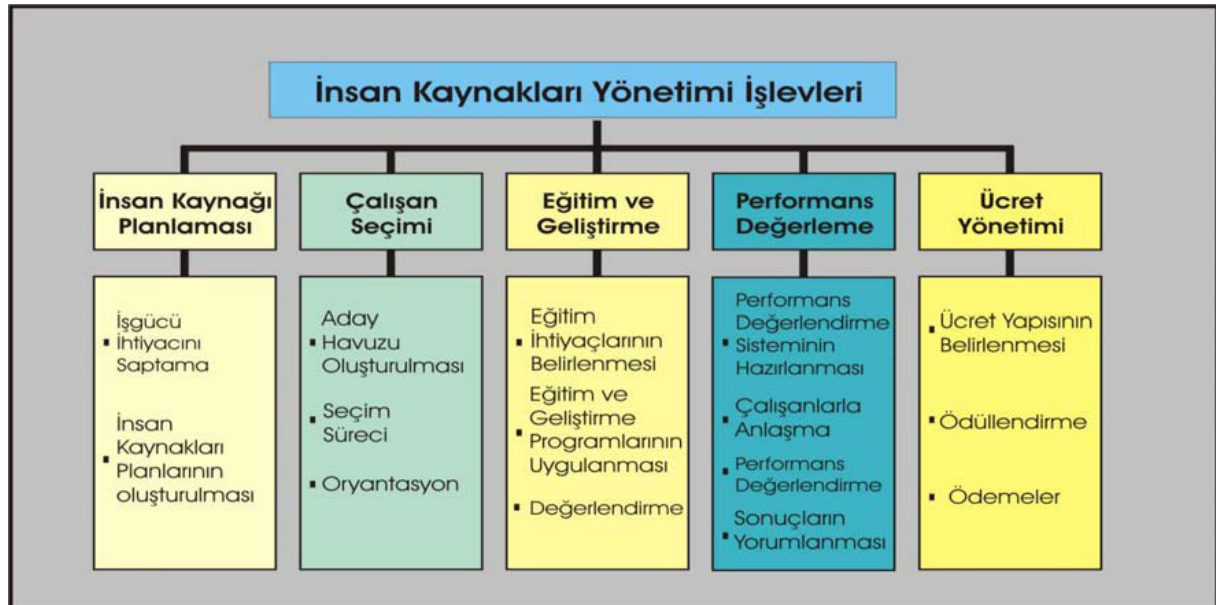 İnsan Kaynakları Yönetimi İşlevleri
İnsan Kaynağı
Planlaması
İşgücü
▪ İhtiyacını
Saptama
İnsan
Kaynakları
▪ Planlarının
oluşturulması
Çalışan
Seçimi
Aday
▪ Havuzu
Oluşturulması
▪ Seçim
Süreci
▪ Oryantasyon
Eğitim ve
Geliştirme
Eğitim
▪ İhtiyaçlarının
Belirlenmesi
Eğitim ve
Geliştirme
▪ Programlarının
Uygulanması
▪ Değerlendirme
Performans
Değerleme
Performans
Değerlendirme
▪ Sisteminin
Hazırlanması
▪ Çalışanlarla
Anlaşma
▪ Performans
Değerlendirme
▪ Sonuçların
Yorumlanması
Ücret
Yönetimi
▪ Ücret Yapısının
Belirlenmesi
▪ Ödüllendirme
▪ Ödemeler